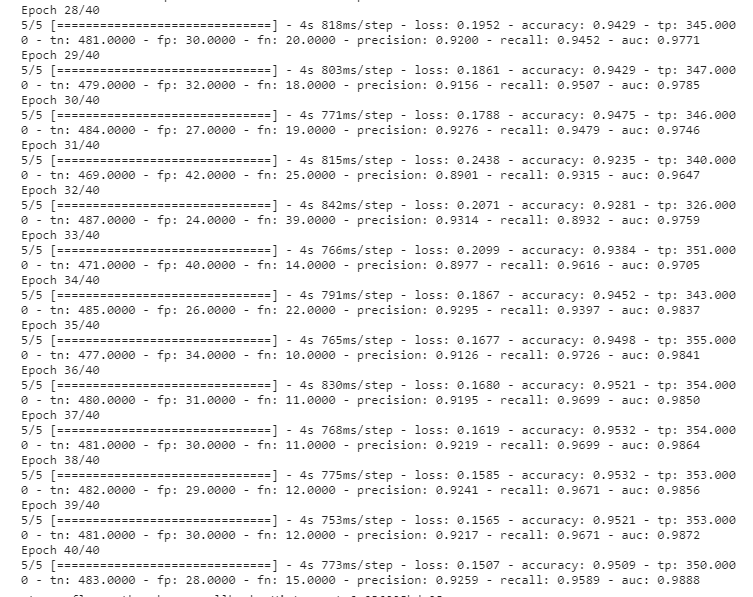 Epoch 28/40
5/5 [==============================] - 4s 818ms/step - loss: 0.1952 - accuracy: 0.9429 - tp: 345.000
0 - tn: 481.0000 - fp: 30.0000 - fn: 20.0000 - precision: 0.9200 - recall: 0.9452 - auc: 0.9771
Epoch 29/40
5/5 [==============================] - 4s 803ms/step - loss: 0.1861 - accuracy: 0.9429 - tp: 347.000
0 - tn: 479.0000 - fp: 32.0000 - fn: 18.0000 - precision: 0.9156 - recall: 0.9507 - auc: 0.9785
Epoch 30/40
5/5 [==============================] - 4s 771ms/step - loss: 0.1788 - accuracy: 0.9475 - tp: 346.000
0 - tn: 484.0000 - fp: 27.0000 - fn: 19.0000 - precision: 0.9276 - recall: 0.9479 - auc: 0.9746
Epoch 31/40
5/5 [==============================] - 4s 815ms/step - loss: 0.2438 - accuracy: 0.9235 - tp: 340.000
0 - tn: 469.0000 - fp: 42.0000 - fn: 25.0000 - precision: 0.8901 - recall: 0.9315 - auc: 0.9647
Epoch 32/40
5/5 [==============================] - 4s 842ms/step - loss: 0.2071 - accuracy: 0.9281 - tp: 326.000
0 - tn: 487.0000 - fp: 24.0000 - fn: 39.0000 - precision: 0.9314 - recall: 0.8932 - auc: 0.9759
Epoch 33/40
5/5 [==============================] - 4s 766ms/step - loss: 0.2099 - accuracy: 0.9384 - tp: 351.000
0 - tn: 471.0000 - fp: 40.0000 - fn: 14.0000 - precision: 0.8977 - recall: 0.9616 - auc: 0.9705
Epoch 34/40
5/5 [==============================] - 4s 791ms/step - loss: 0.1867 - accuracy: 0.9452 - tp: 343.000
0 - tn: 485.0000 - fp: 26.0000 - fn: 22.0000 - precision: 0.9295 - recall: 0.9397 - auc: 0.9837
Epoch 35/40
5/5 [==============================] - 4s 765ms/step - loss: 0.1677 - accuracy: 0.9498 - tp: 355.000
0 - tn: 477.0000 - fp: 34.0000 - fn: 10.0000 - precision: 0.9126 - recall: 0.9726 - auc: 0.9841
Epoch 36/40
5/5 [==============================] - 4s 830ms/step - loss: 0.1680 - accuracy: 0.9521 - tp: 354.000
0 - tn: 480.0000 - fp: 31.0000 - fn: 11.0000 - precision: 0.9195 - recall: 0.9699 - auc: 0.9850
Epoch 37/40
5/5 [==============================] - 4s 768ms/step - loss: 0.1619 - accuracy: 0.9532 - tp: 354.000
0 - tn: 481.0000 - fp: 30.0000 - fn: 11.0000 - precision: 0.9219 - recall: 0.9699 - auc: 0.9864
Epoch 38/40
5/5 [==============================] - 4s 775ms/step - loss: 0.1585 - accuracy: 0.9532 - tp: 353.000
0 - tn: 482.0000 - fp: 29.0000 - fn: 12.0000 - precision: 0.9241 - recall: 0.9671 - auc: 0.9856
Epoch 39/40
5/5 [==============================] - 4s 753ms/step - loss: 0.1565 - accuracy: 0.9521 - tp: 353.000
0 - tn: 481.0000 - fp: 30.0000 - fn: 12.0000 - precision: 0.9217 - recall: 0.9671 - auc: 0.9872
Epoch 40/40
5/5 [==============================] - 4s 773ms/step - loss: 0.1507 - accuracy: 0.9509 - tp: 350.000
0 - tn: 483.0000 - fp: 28.0000 - fn: 15.0000 - precision: 0.9259 - recall: 0.9589 - auc: 0.9888